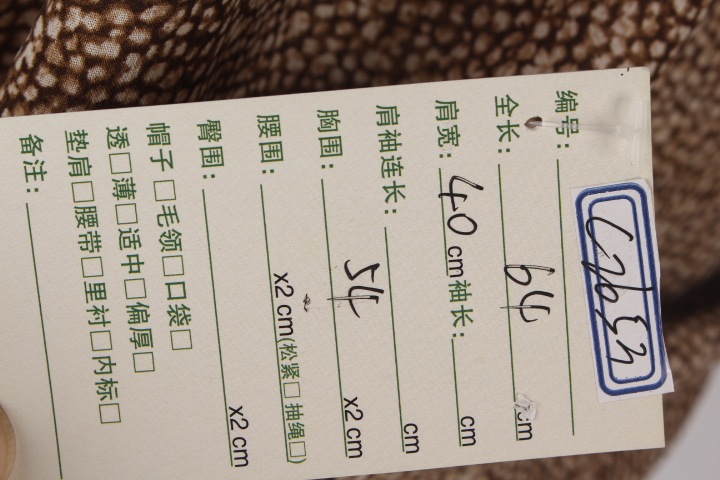 编号: C7653
全长: 64 cm
肩宽: 40 cm 袖长: cm
肩袖连长: cm
胸围: 54 x2 cm
腰围: x2 cm(松紧□ 抽绳□)
臀围: x2 cm
帽子□毛领□口袋□
透□薄□适中□偏厚□
垫肩□腰带□里衬□内标□
备注: